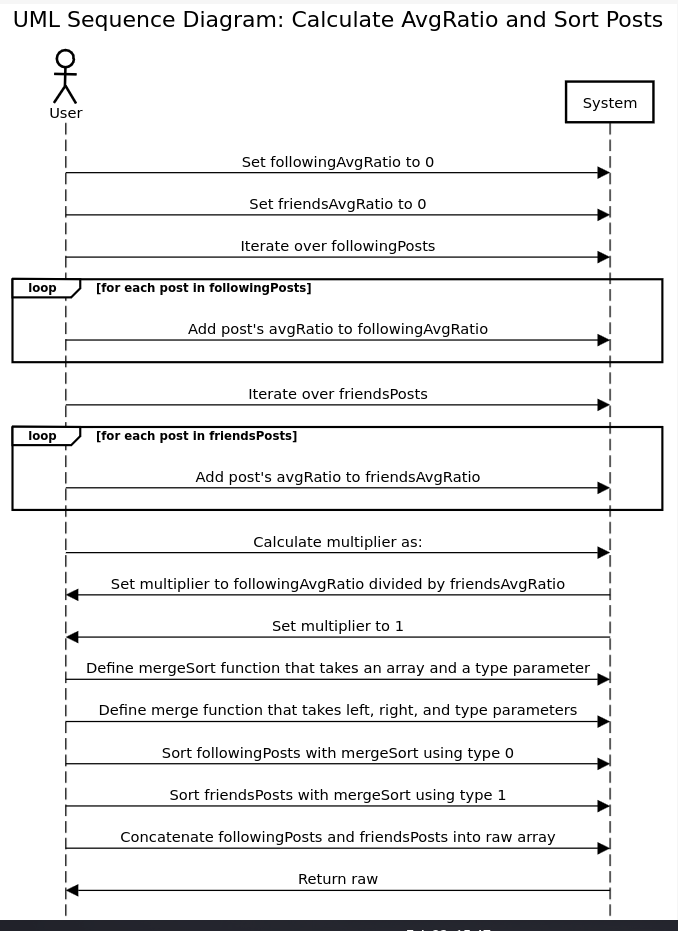 UML Sequence Diagram: Calculate AvgRatio and Sort Posts
User
System
Set followingAvgRatio to 0
Set friendsAvgRatio to 0
Iterate over followingPosts
loop [for each post in followingPosts]
Add post's avgRatio to followingAvgRatio
Iterate over friendsPosts
loop [for each post in friendsPosts]
Add post's avgRatio to friendsAvgRatio
Calculate multiplier as:
Set multiplier to followingAvgRatio divided by friendsAvgRatio
Set multiplier to 1
Define mergeSort function that takes an array and a type parameter
Define merge function that takes left, right, and type parameters
Sort followingPosts with mergeSort using type 0
Sort friendsPosts with mergeSort using type 1
Concatenate followingPosts and friendsPosts into raw array
Return raw